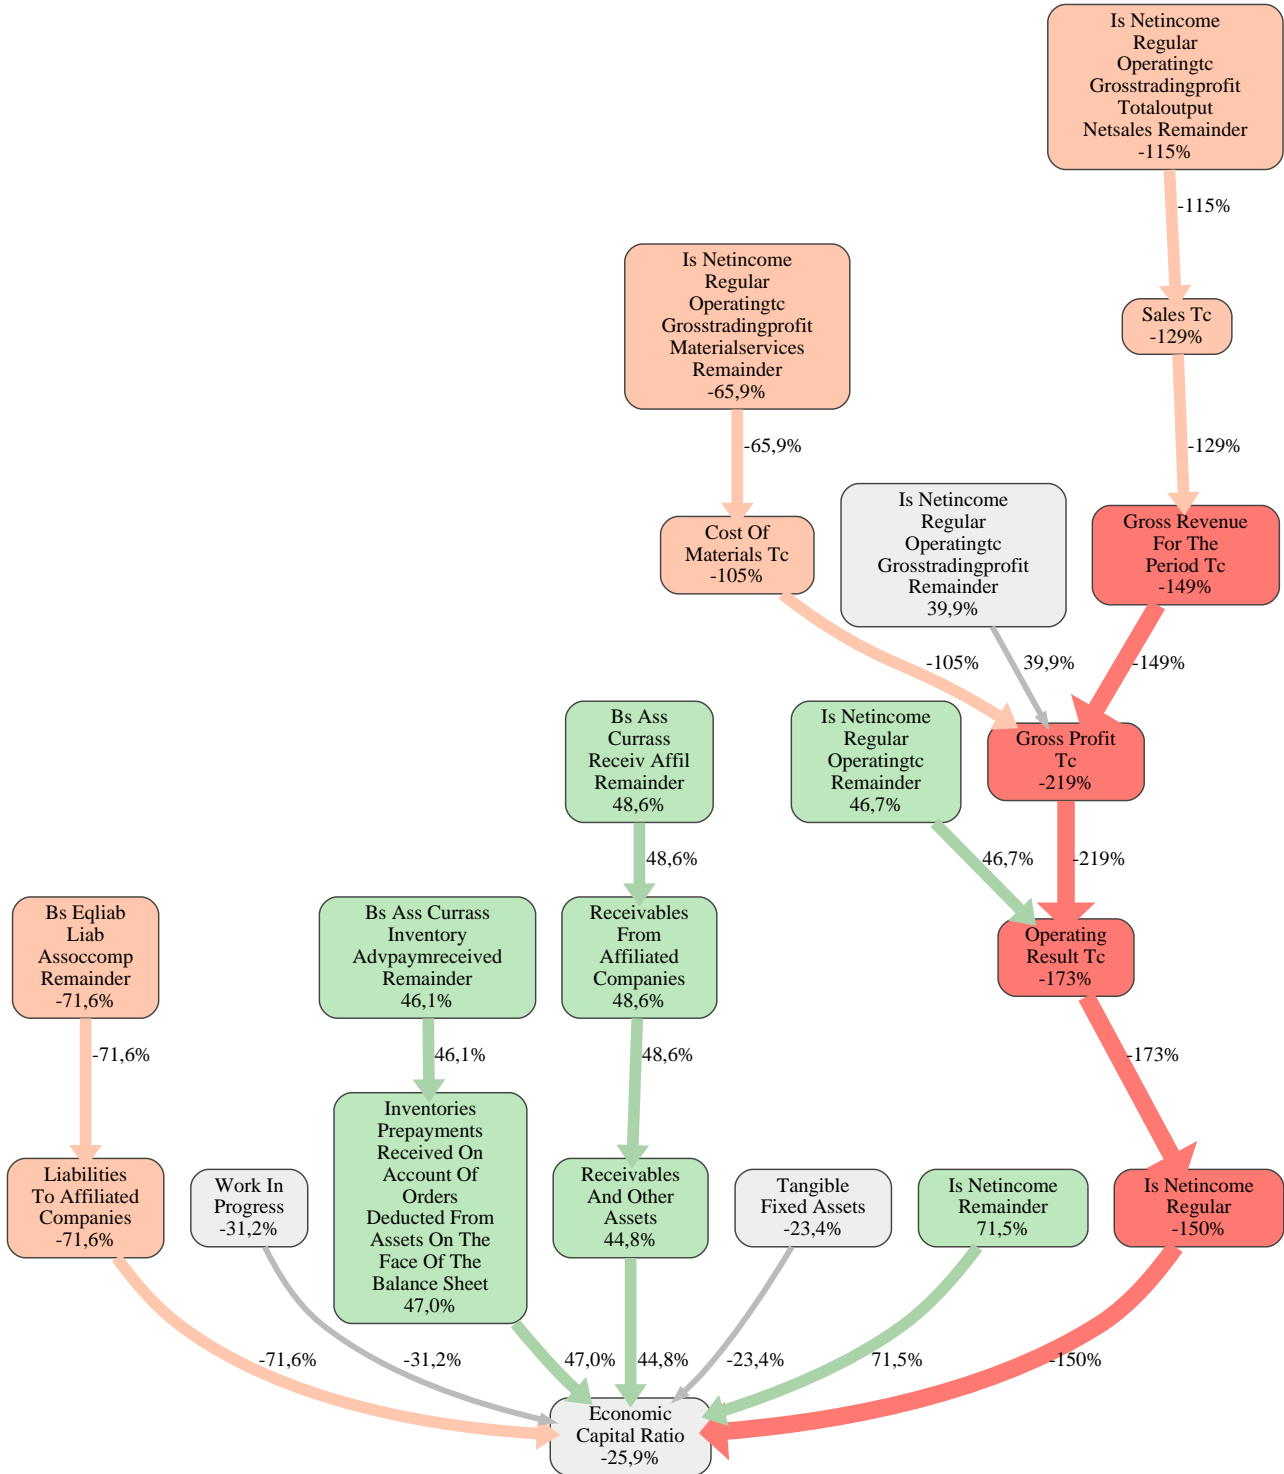 Is Netincome
Regular
Operatingtc
Grosstradingprofit
Totaloutput
Netsales Remainder
-115%
-115%
Is Netincome
Regular
Operatingtc
Grosstradingprofit
Materialservices
Remainder
-65,9%
Sales Tc
-129%
-65,9%
-129%
Is Netincome
Regular
Operatingtc
Grosstradingprofit
Remainder
39,9%
Cost Of
Materials Tc
-105%
Gross Revenue
For The
Period Tc
-149%
-105%
39,9%
-149%
Bs Ass
Currass
Receiv Affil
Remainder
48,6%
Is Netincome
Regular
Operatingtc
Remainder
46,7%
Gross Profit
Tc
-219%
48,6%
46,7%
-219%
Bs Eqliab
Liab
Assoccomp
Remainder
-71,6%
Bs Ass Currass
Inventory
Advpaymreceived
Remainder
46,1%
Receivables
From
Affiliated
Companies
48,6%
Operating
Result Tc
-173%
-71,6%
46,1%
48,6%
-173%
Liabilities
To Affiliated
Companies
-71,6%
Work In
Progress
-31,2%
Inventories
Prepayments
Received On
Account Of
Orders
Deducted From
Assets On The
Face Of The
Balance Sheet
47,0%
Receivables
And Other
Assets
44,8%
Tangible
Fixed Assets
-23,4%
Is Netincome
Remainder
71,5%
Is Netincome
Regular
-150%
-71,6%
-31,2%
47,0%
44,8%
-23,4%
71,5%
-150%
Economic
Capital Ratio
-25,9%